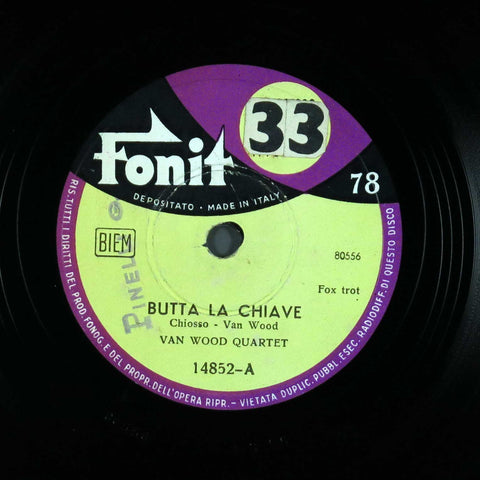 33
Fonit
78
DEPOSITATO • MADE IN ITALY
BIEM
80556
Fox trot
BUTTA LA CHIAVE
Chiosso - Van Wood
VAN WOOD QUARTET
14852-A
RIS. TUTTI I DIRITTI DEL PROD. FONOG. E DEL PROPR. DELL'OPERA RIPR. - VIETATA DUPLIC. PUBBL. ESEC. RADIODIFF. DI QUESTO DISCO